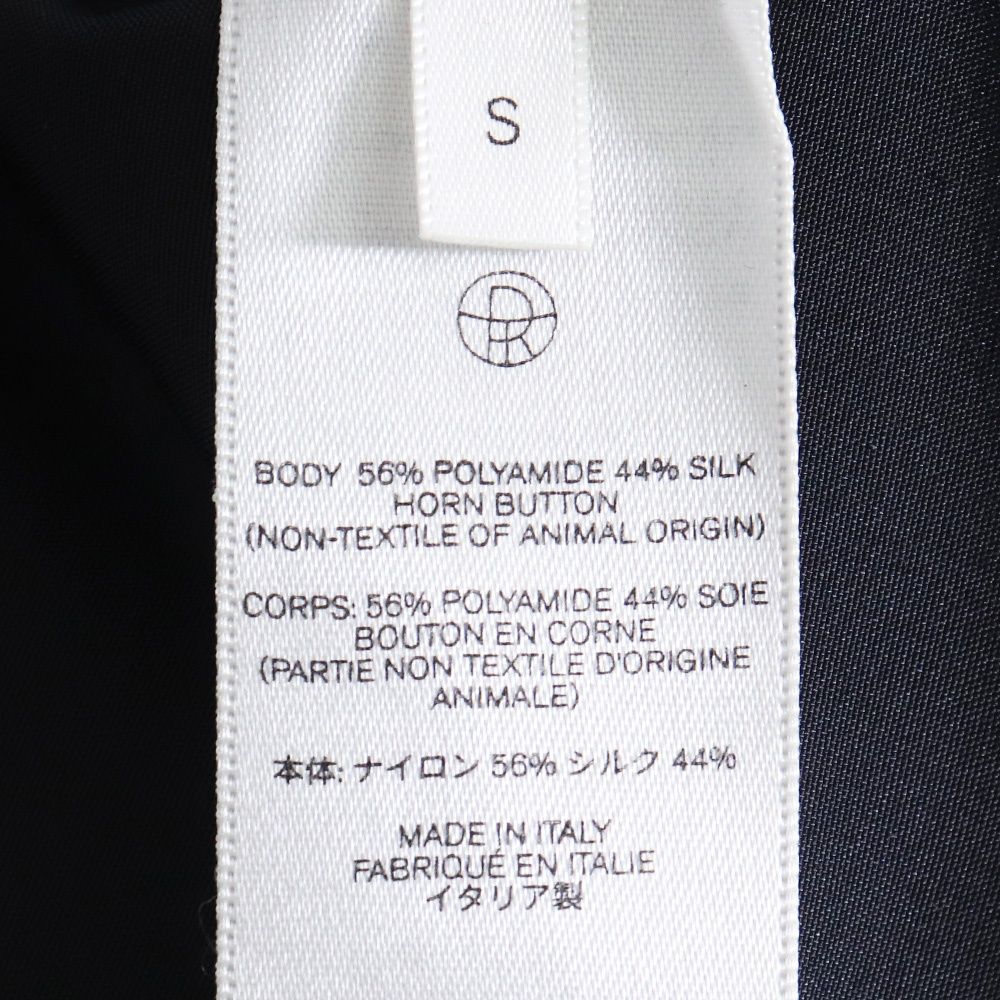 S
BODY 56% POLYAMIDE 44% SILK
HORN BUTTON
(NON-TEXTILE OF ANIMAL ORIGIN)
CORPS: 56% POLYAMIDE 44% SOIE
BOUTON EN CORNE
(PARTIE NON TEXTILE D'ORIGINE
ANIMALE)
本体: ナイロン 56% シルク 44%
MADE IN ITALY
FABRIQUÉ EN ITALIE
イタリア製